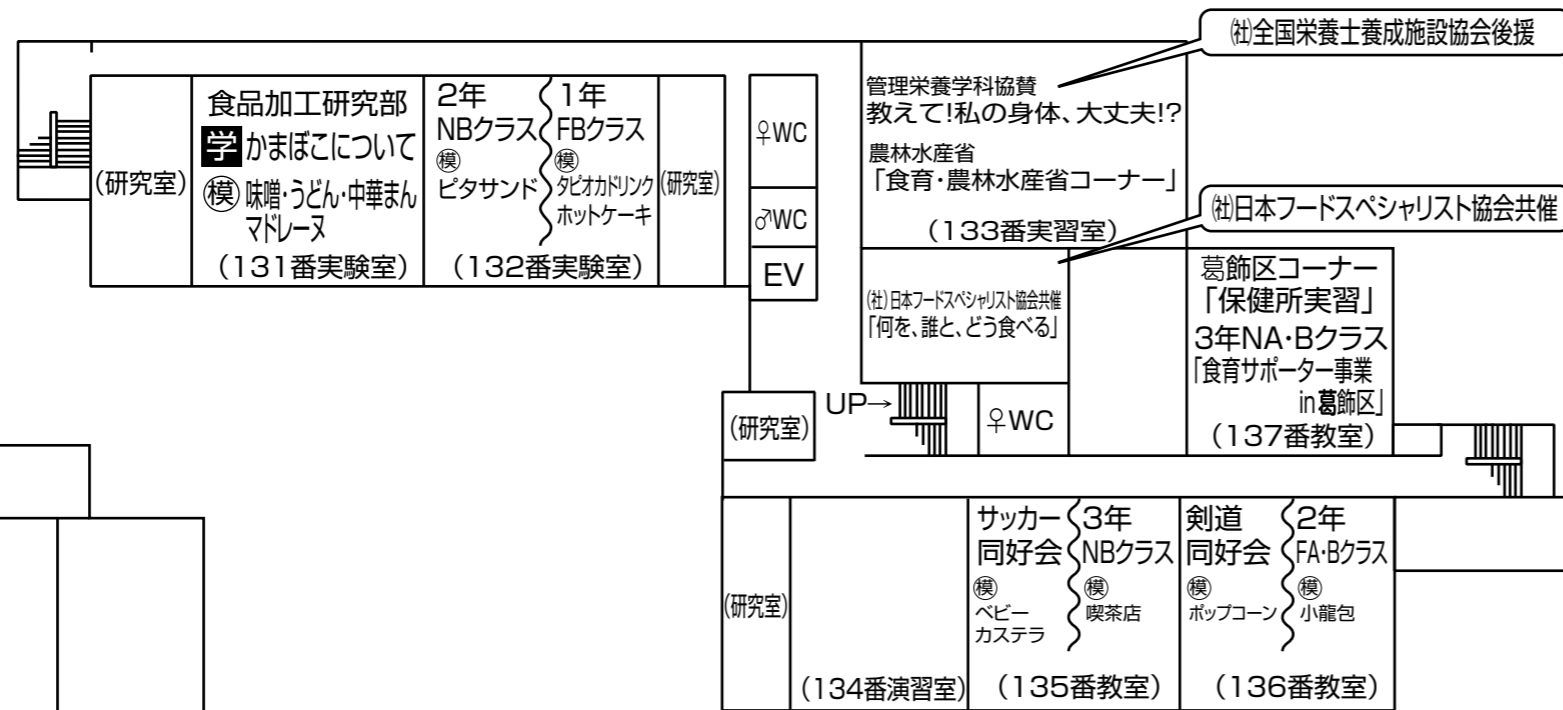 ㈳全国栄養士養成施設協会後援
管理栄養学科協賛
教えて!私の身体、大丈夫!?
農林水産省
「食育・農林水産省コーナー」
(133番実習室)
㈳日本フードスペシャリスト協会共催
(研究室)
食品加工研究部
学 かまぼこについて
模 味噌・うどん・中華まん
マドレーヌ
(131番実験室)
2年
NBクラス
模
ピタサンド
1年
FBクラス
模
タピオカドリンク
ホットケーキ
(132番実験室)
(研究室)
♀WC
♂WC
EV
(社)日本フードスペシャリスト協会共催
「何を、誰と、どう食べる」
葛飾区コーナー
「保健所実習」
3年NA・Bクラス
「食育サポーター事業
in葛飾区」
(137番教室)
(研究室)
UP→
♀WC
(研究室)
(134番演習室)
サッカー
同好会
模
ベビー
カステラ
3年
NBクラス
模
喫茶店
(135番教室)
剣道
同好会
模
ポップコーン
2年
FA・Bクラス
模
小龍包
(136番教室)